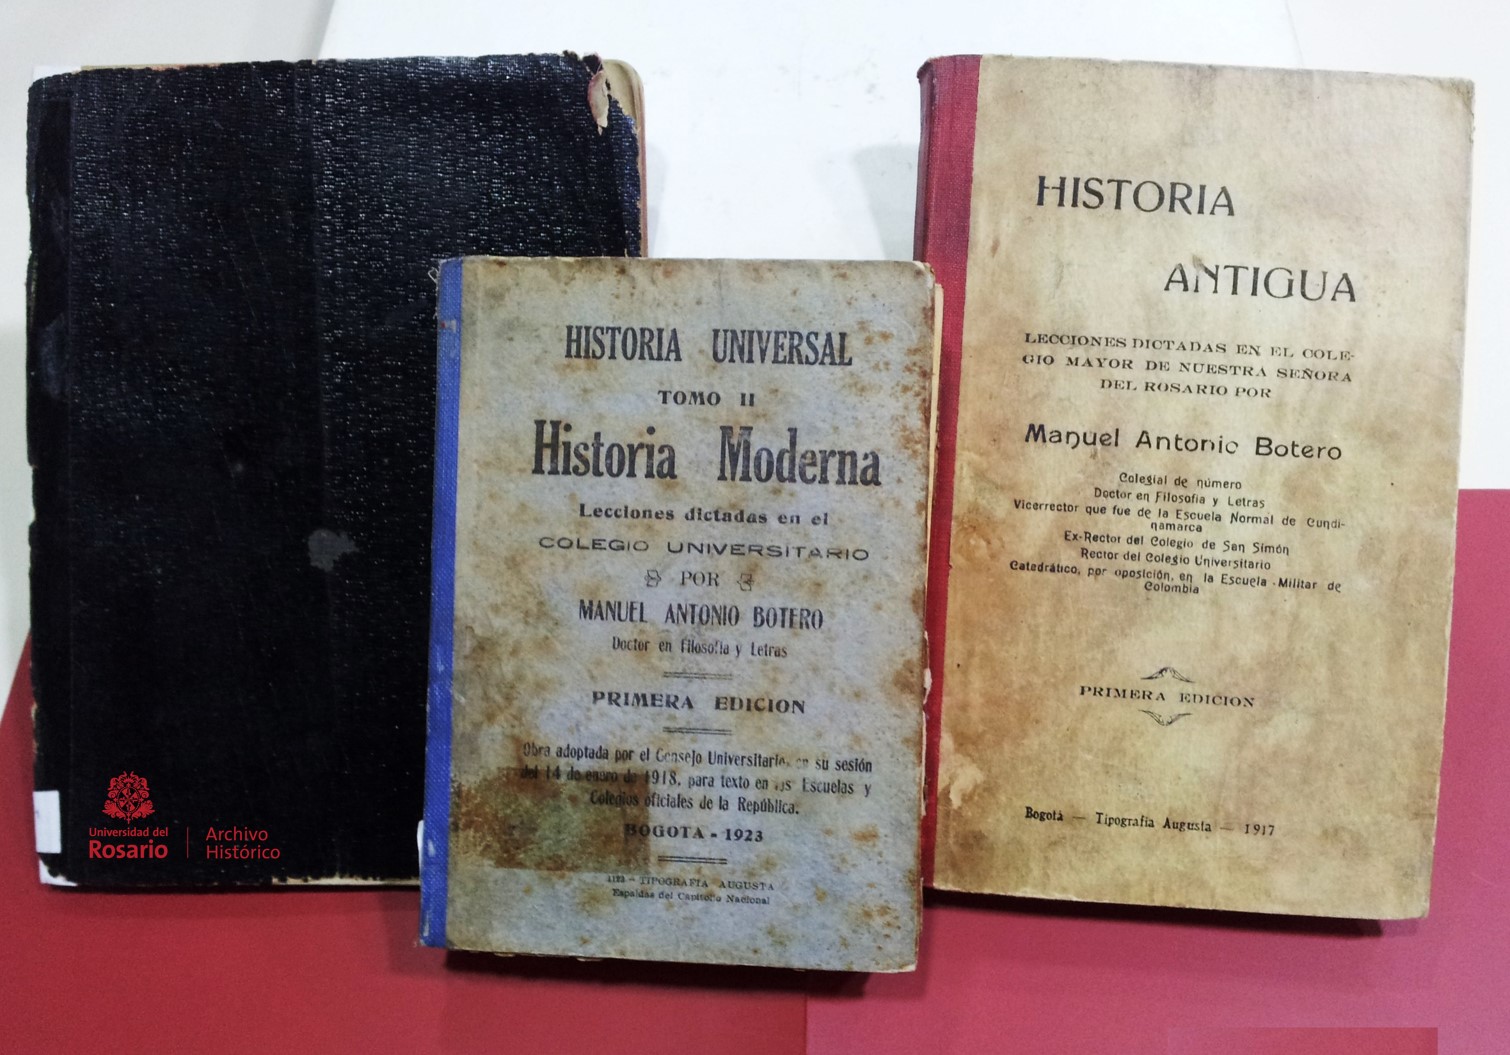 HISTORIA UNIVERSAL
TOMO II
Historia Moderna
Lecciones dictadas en el
COLEGIO UNIVERSITARIO
POR
MANUEL ANTONIO BOTERO
Doctor en Filosofía y Letras
PRIMERA EDICION
Obra adoptada por el Consejo Universitario, en su sesión
del 14 de enero de 1918, para texto en las Escuelas y
Colegios oficiales de la República.
BOGOTA - 1923
TIPOGRAFIA AUGUSTA
Espaldas del Capitolio Nacional
HISTORIA
ANTIGUA
LECCIONES DICTADAS EN EL COLE-
GIO MAYOR DE NUESTRA SEÑORA
DEL ROSARIO POR
Manuel Antonio Botero
Colegial de número
Doctor en Filosofía y Letras
Vicerrector que fue de la Escuela Normal de Cundi-
namarca
Ex-Rector del Colegio de San Simón
Rector del Colegio Universitario
Catedrático, por oposición, en la Escuela Militar de
Colombia
PRIMERA EDICION
Bogotá — Tipografía Augusta — 1917
Universidad del
Rosario
Archivo
Histórico